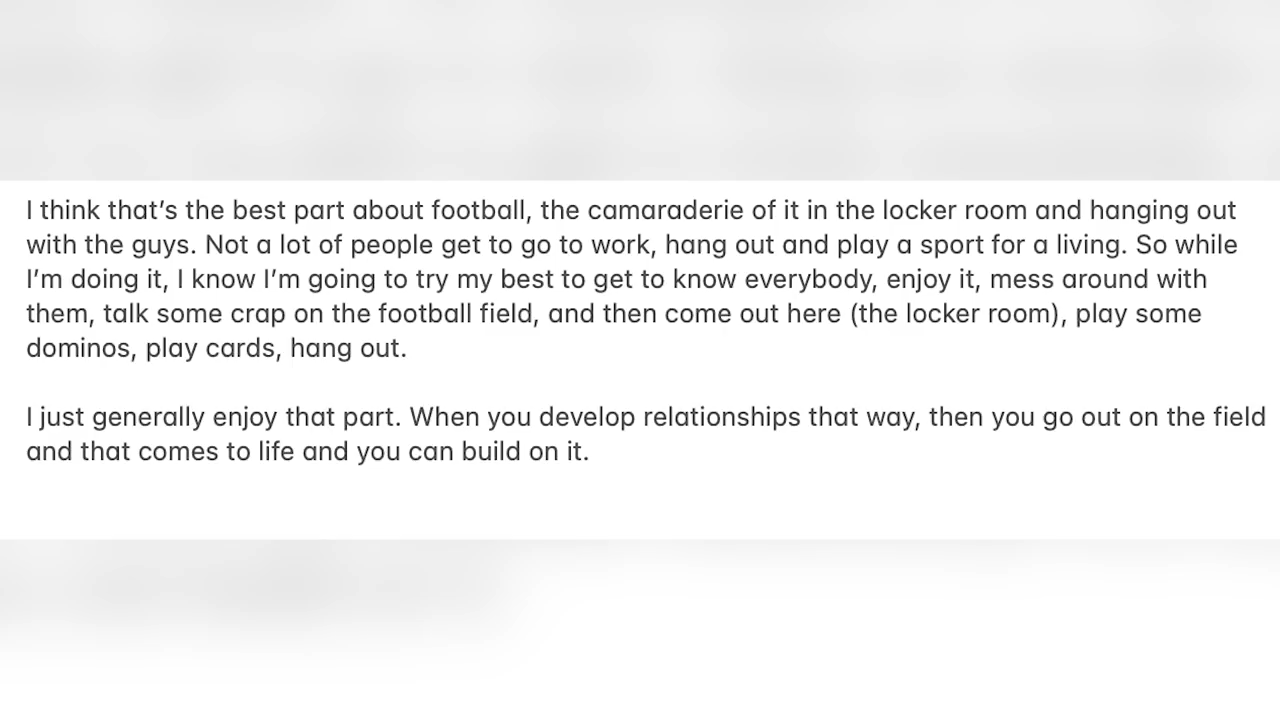 I think that’s the best part about football, the camaraderie of it in the locker room and hanging out
with the guys. Not a lot of people get to go to work, hang out and play a sport for a living. So while
I’m doing it, I know I’m going to try my best to get to know everybody, enjoy it, mess around with
them, talk some crap on the football field, and then come out here (the locker room), play some
dominos, play cards, hang out.
I just generally enjoy that part. When you develop relationships that way, then you go out on the field
and that comes to life and you can build on it.